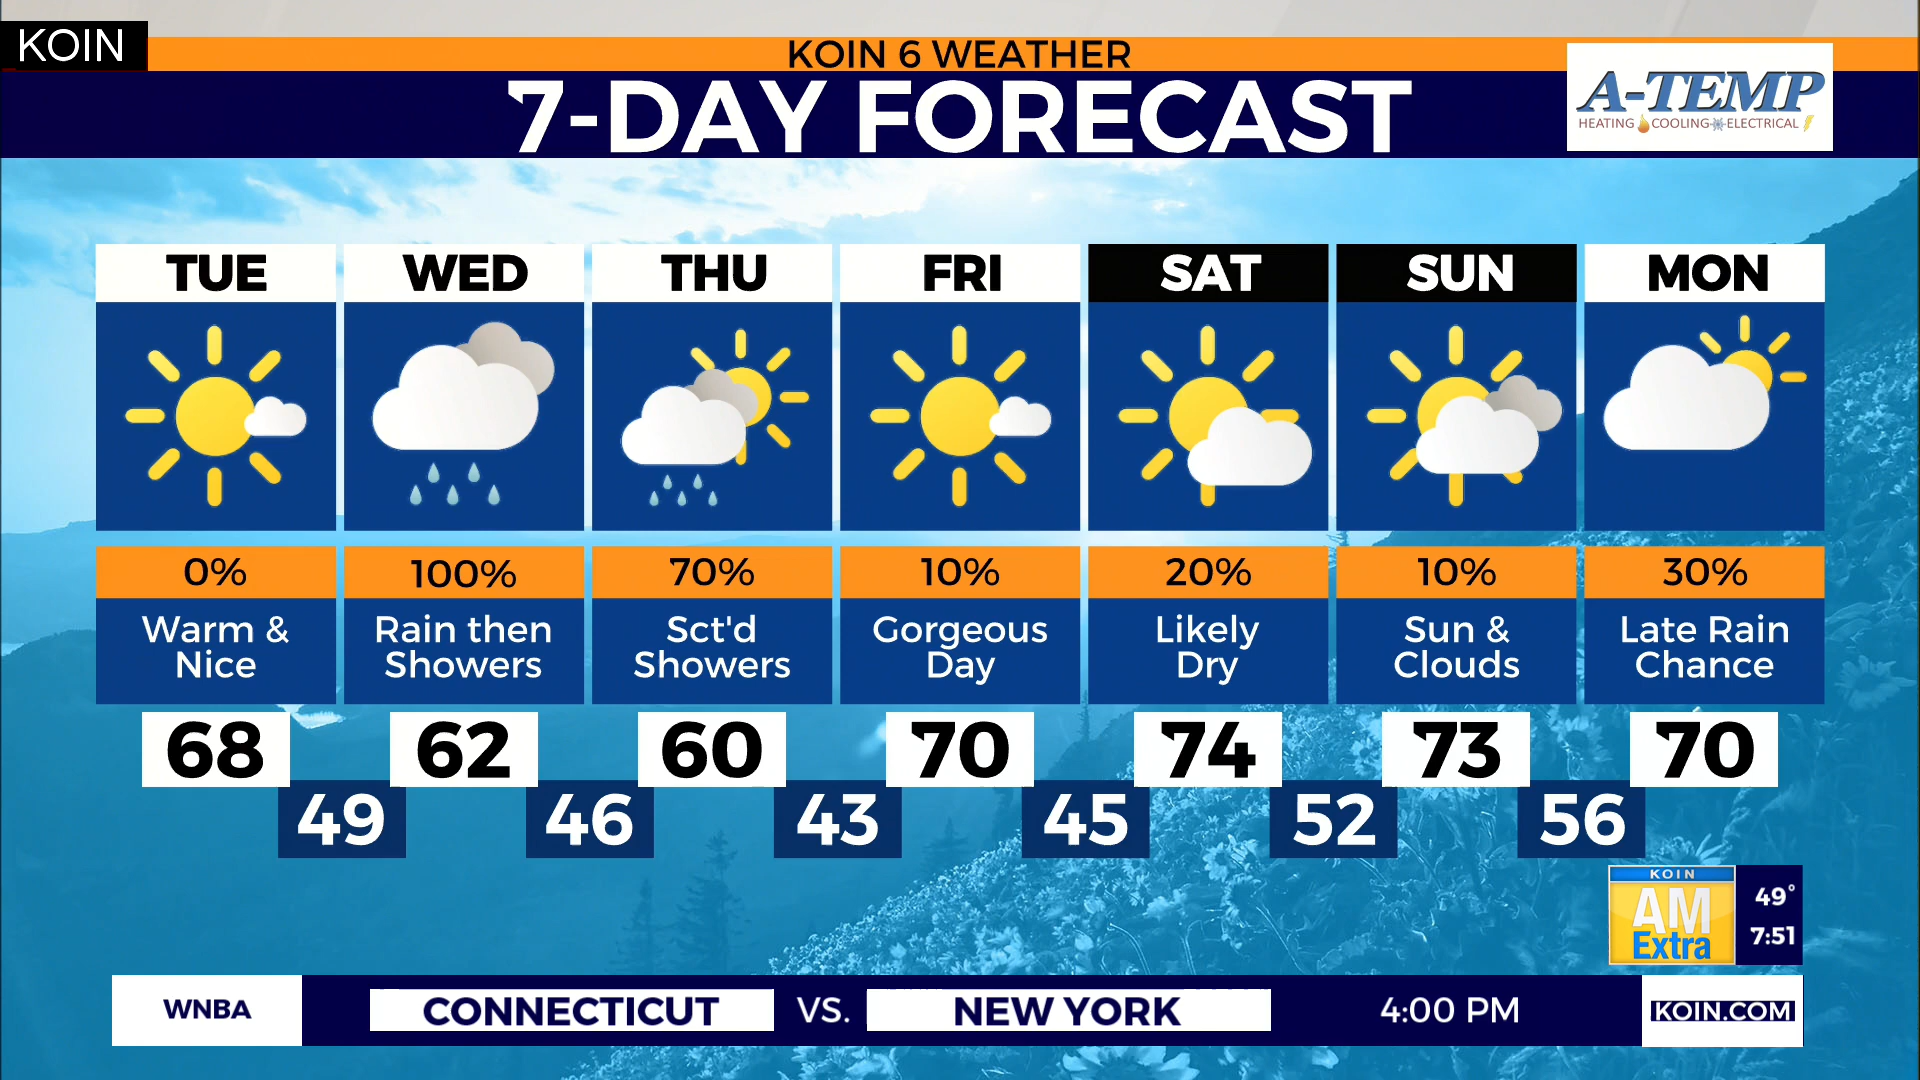 KOIN
KOIN 6 WEATHER
7-DAY FORECAST
A-TEMP
HEATING COOLING ELECTRICAL
TUE WED THU FRI SAT SUN MON
0% 100% 70% 10% 20% 10% 30%
Warm & Nice
Rain then Showers
Sct'd Showers
Gorgeous Day
Likely Dry
Sun & Clouds
Late Rain Chance
68 62 60 70 74 73 70
49 46 43 45 52 56
KOIN
AM
Extra
49°
7:51
WNBA CONNECTICUT VS. NEW YORK 4:00 PM KOIN.COM